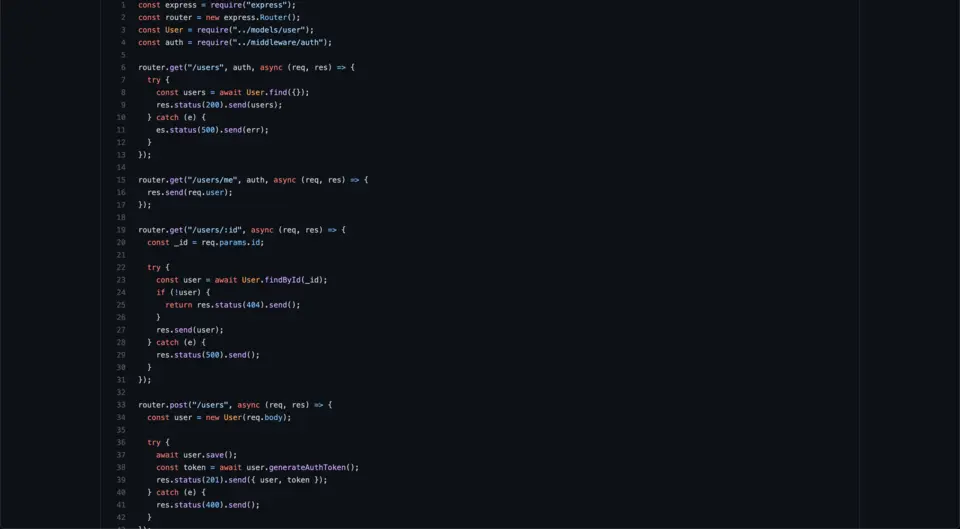 1 const express = require("express");
2 const router = new express.Router();
3 const User = require("../models/user");
4 const auth = require("../middleware/auth");
5
6 router.get("/users", auth, async (req, res) => {
7   try {
8     const users = await User.find({});
9     res.status(200).send(users);
10   } catch (e) {
11     es.status(500).send(err);
12   }
13 });
14
15 router.get("/users/me", auth, async (req, res) => {
16   res.send(req.user);
17 });
18
19 router.get("/users/:id", async (req, res) => {
20   const _id = req.params.id;
21
22   try {
23     const user = await User.findById(_id);
24     if (!user) {
25       return res.status(404).send();
26     }
27     res.send(user);
28   } catch (e) {
29     res.status(500).send();
30   }
31 });
32
33 router.post("/users", async (req, res) => {
34   const user = new User(req.body);
35
36   try {
37     await user.save();
38     const token = await user.generateAuthToken();
39     res.status(201).send({ user, token });
40   } catch (e) {
41     res.status(400).send();
42   }